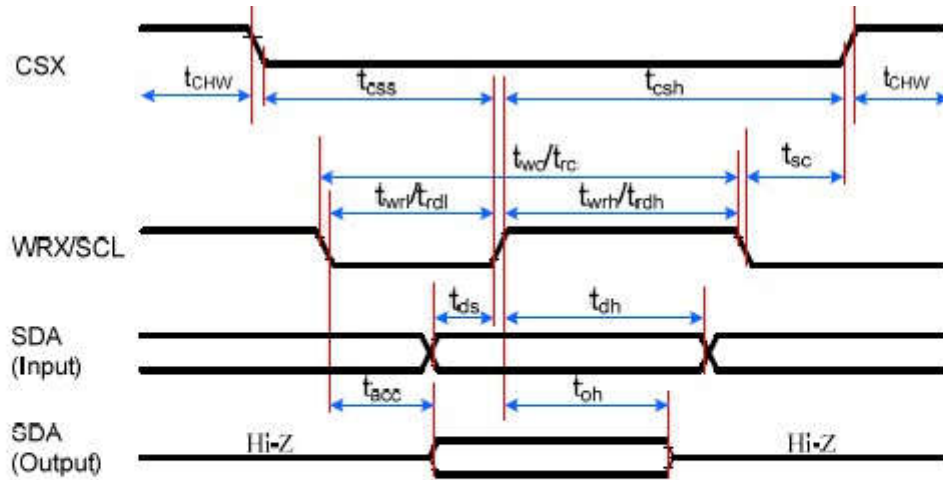 CSX
tCHW
tcss
tcsh
tCHW
twc/trc
tsc
twrl/trdl
twrh/trdh
WRX/SCL
tds
tdh
SDA
(Input)
tacc
toh
SDA
(Output)
Hi-Z
Hi-Z